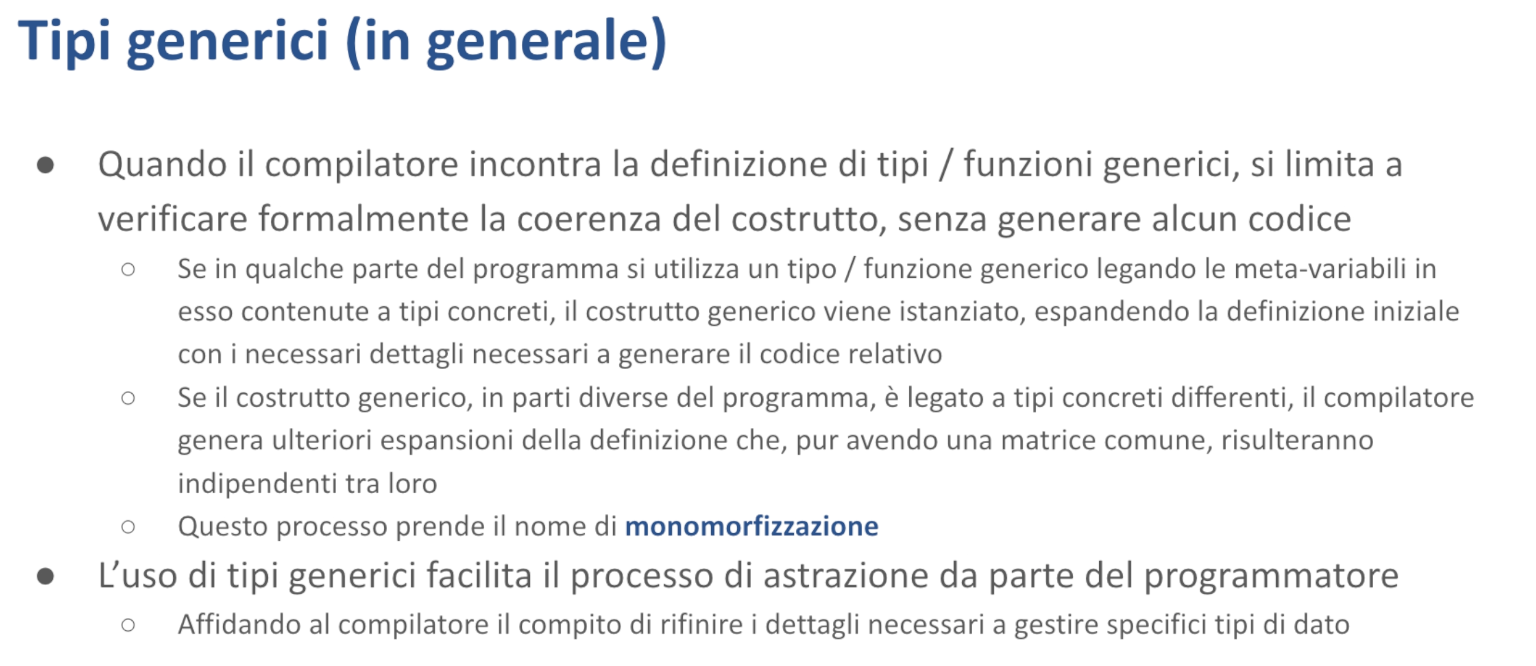 Tipi generici (in generale)
● Quando il compilatore incontra la definizione di tipi / funzioni generici, si limita a
verificare formalmente la coerenza del costrutto, senza generare alcun codice
○ Se in qualche parte del programma si utilizza un tipo / funzione generico legando le meta-variabili in
esso contenute a tipi concreti, il costrutto generico viene istanziato, espandendo la definizione iniziale
con i necessari dettagli necessari a generare il codice relativo
○ Se il costrutto generico, in parti diverse del programma, è legato a tipi concreti differenti, il compilatore
genera ulteriori espansioni della definizione che, pur avendo una matrice comune, risulteranno
indipendenti tra loro
○ Questo processo prende il nome di monomorfizzazione
● L’uso di tipi generici facilita il processo di astrazione da parte del programmatore
○ Affidando al compilatore il compito di rifinire i dettagli necessari a gestire specifici tipi di dato